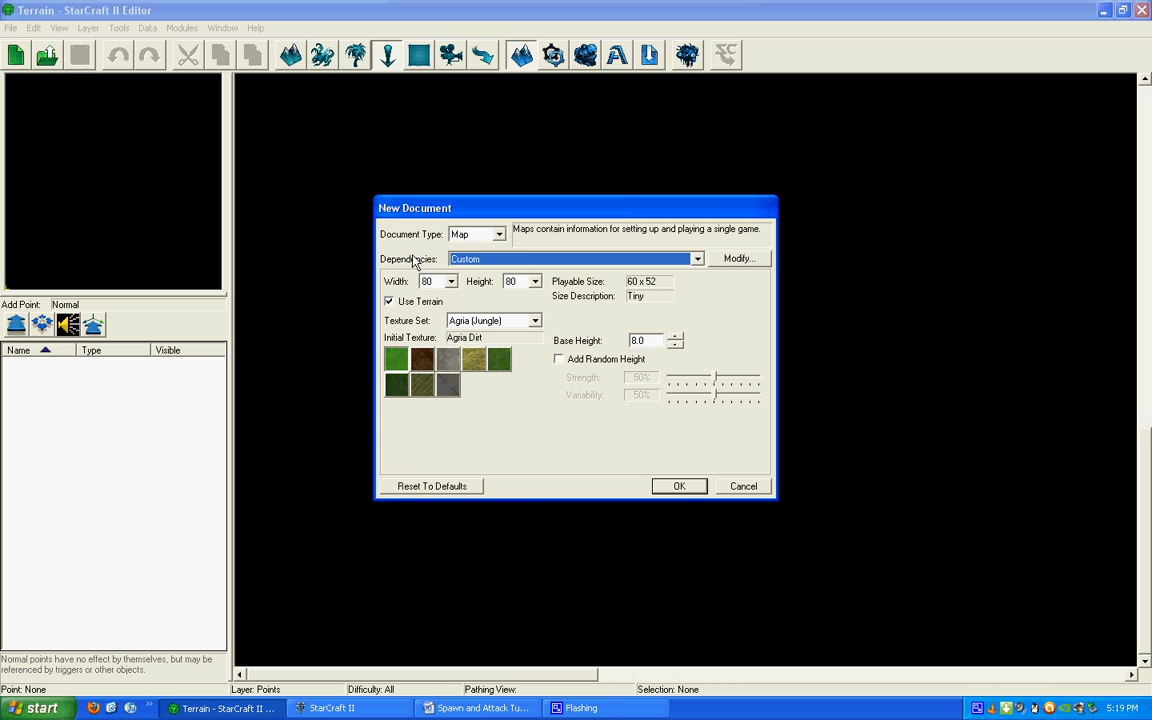 Terrain - StarCraft II Editor
File Edit View Layer Tools Data Modules Window Help
New Document
Document Type: Map Maps contain information for setting up and playing a single game.
Dependencies: Custom Modify...
Width: 80 Height: 80 Playable Size: 60 x 52
Size Description: Tiny
Use Terrain
Texture Set: Agria (Jungle)
Initial Texture: Agria Dirt
Base Height: 8.0
Add Random Height
Strength: 50%
Variability: 50%
Reset To Defaults OK Cancel
Add Point: Normal
Name Type Visible
Normal points have no effect by themselves, but may be
referenced by triggers or other objects.
Point: None Layer: Points Difficulty: All Pathing View: Selection: None
start Terrain - StarCraft II ... StarCraft II Spawn and Attack Tu... Flashing 5:19 PM